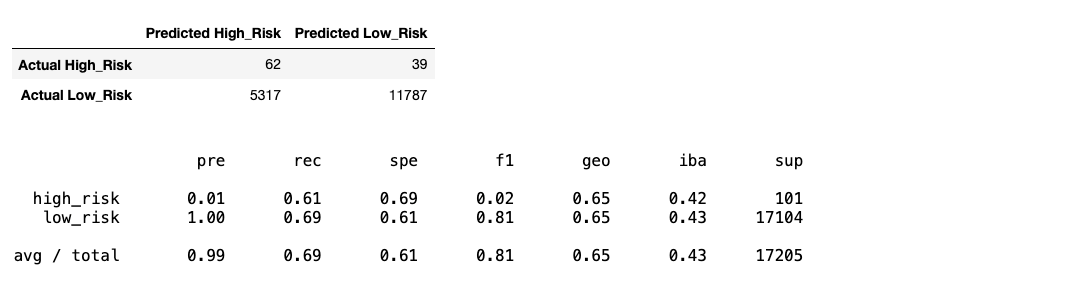 Predicted High_Risk Predicted Low_Risk
Actual High_Risk 62 39
Actual Low_Risk 5317 11787
pre rec spe f1 geo iba sup
high_risk 0.01 0.61 0.69 0.02 0.65 0.42 101
low_risk 1.00 0.69 0.61 0.81 0.65 0.43 17104
avg / total 0.99 0.69 0.61 0.81 0.65 0.43 17205